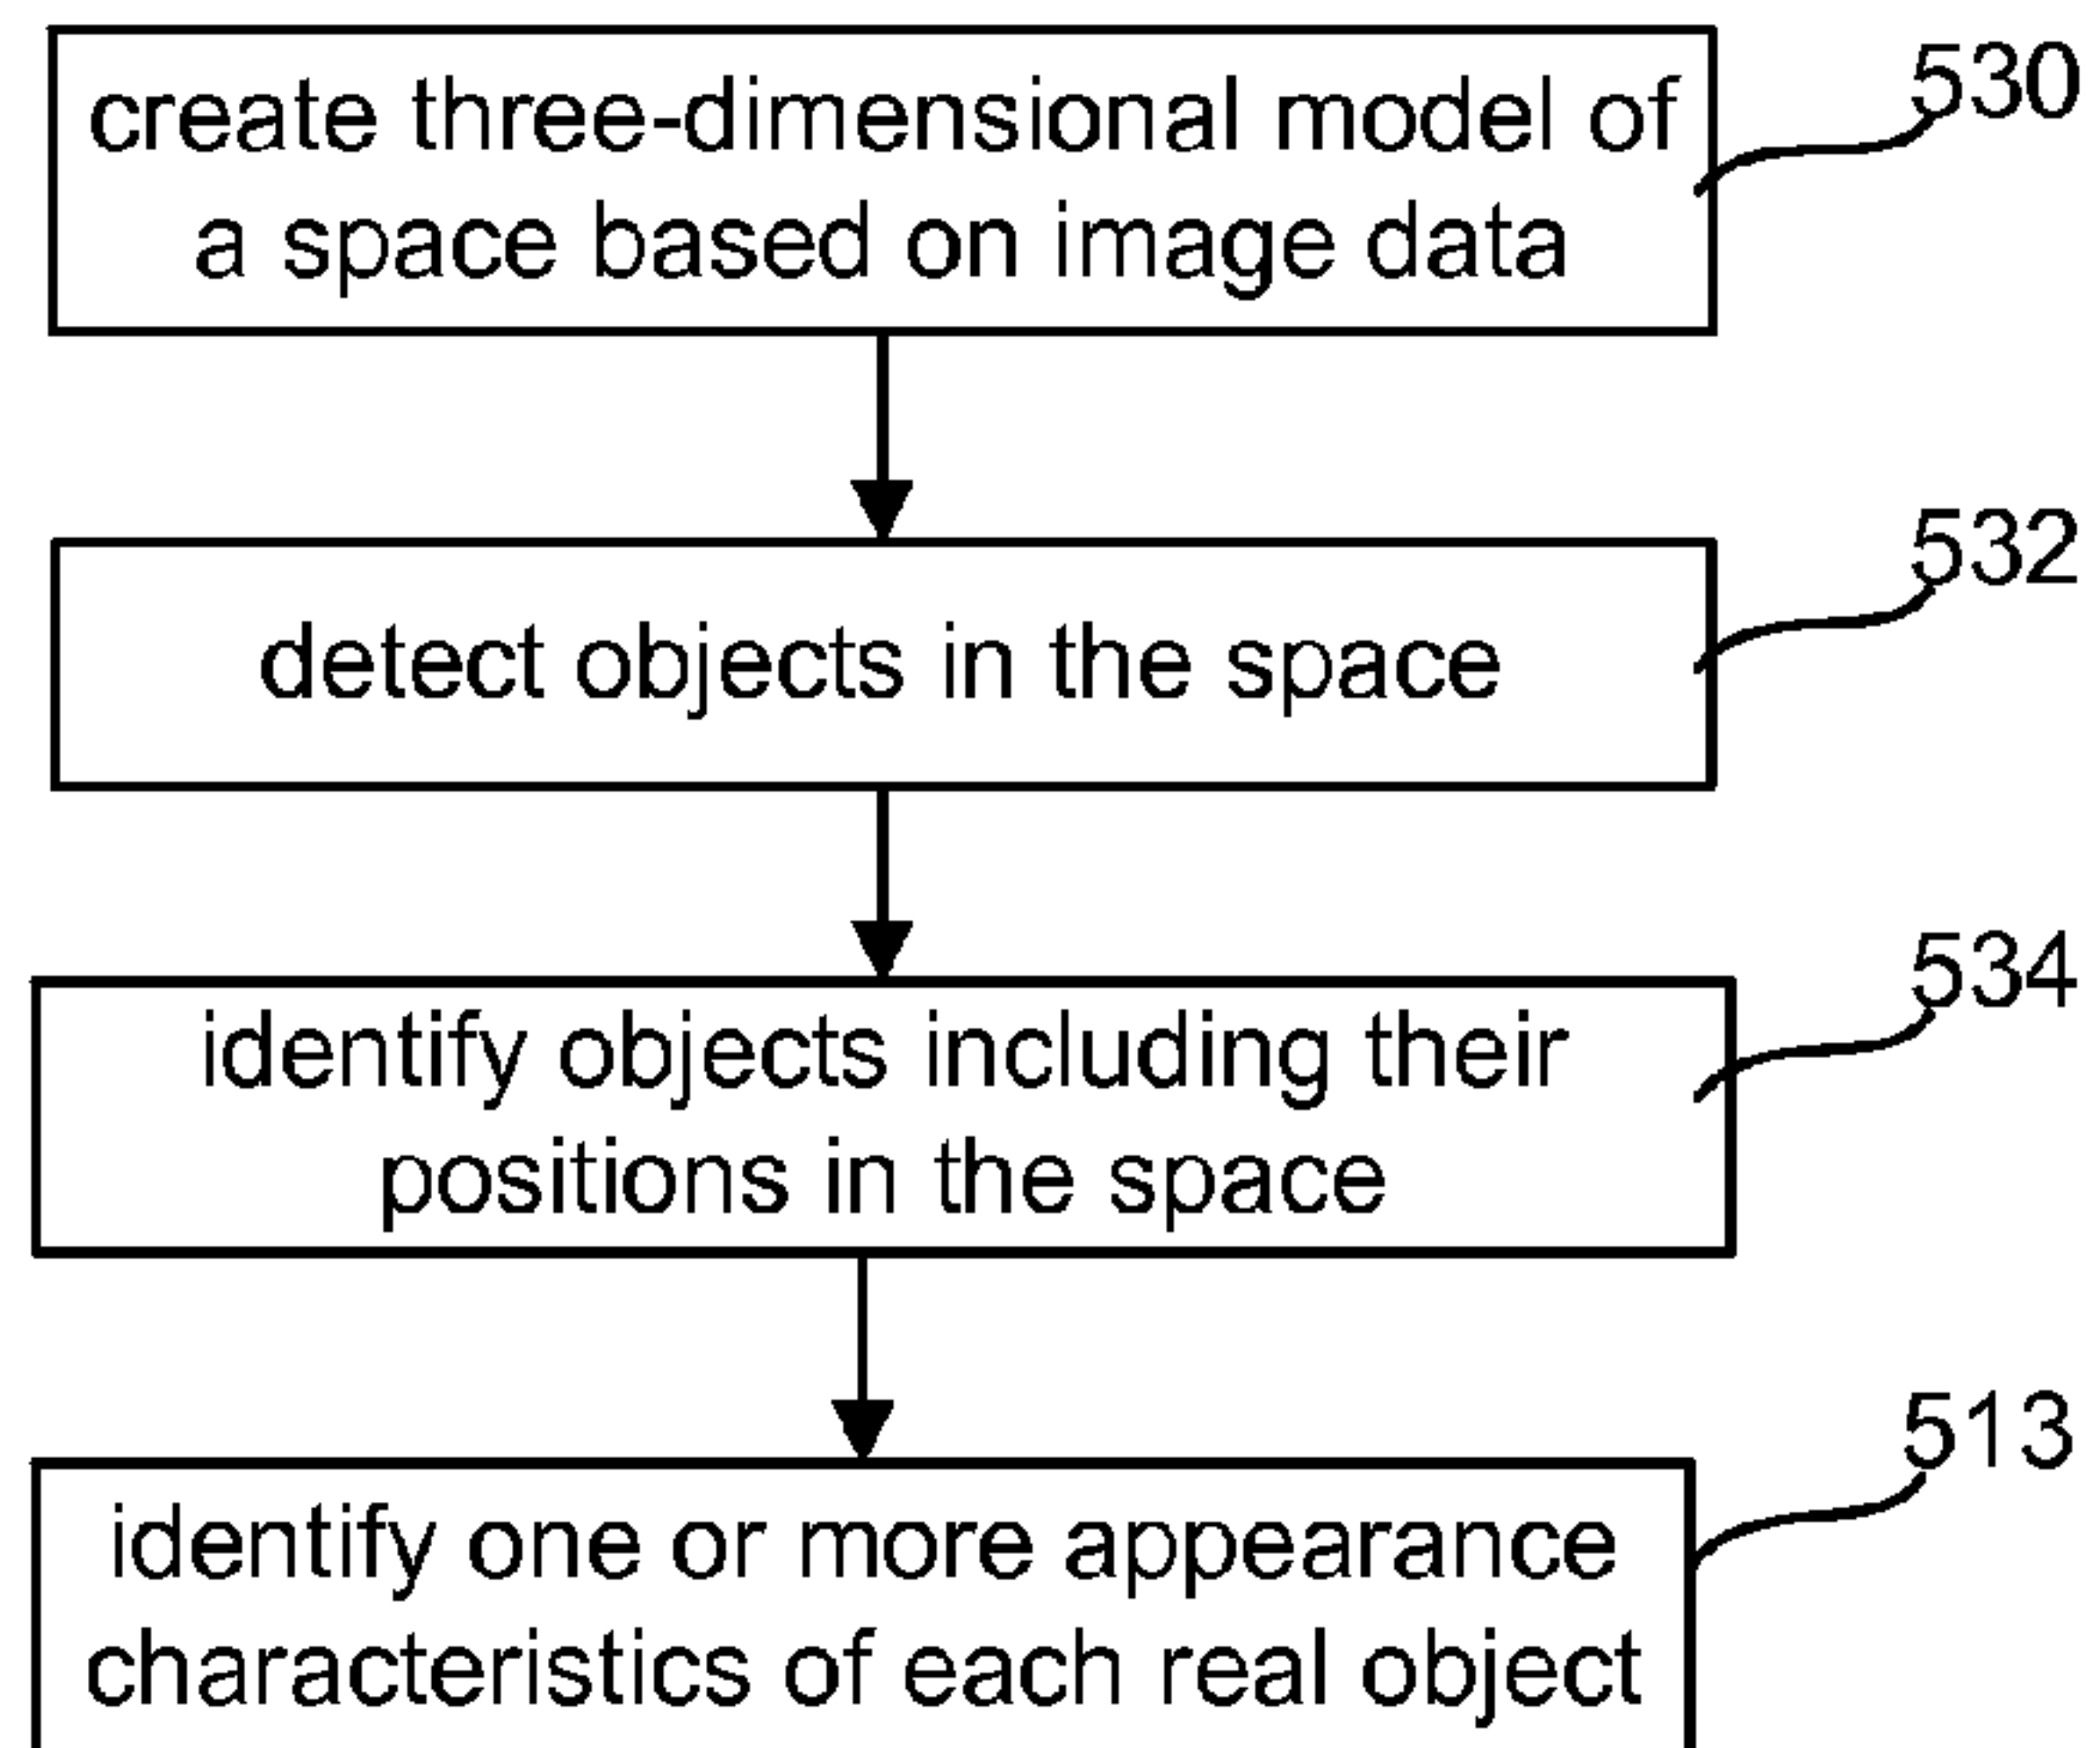 create three-dimensional model of
a space based on image data
530
detect objects in the space
532
identify objects including their
positions in the space
534
identify one or more appearance
characteristics of each real object
513